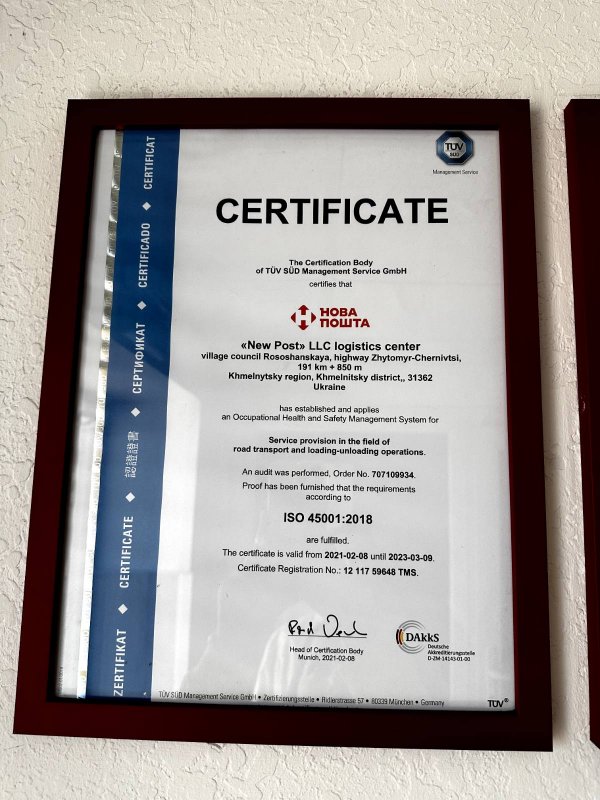 TÜV
SÜD
Management Service
CERTIFICATE
The Certification Body
of TÜV SÜD Management Service GmbH
certifies that
НОВА
ПОШТА
«New Post» LLC logistics center
village council Rososhanskaya, highway Zhytomyr-Chernivtsi,
191 km + 850 m
Khmelnytsky region, Khmelnitsky district,, 31362
Ukraine
has established and applies
an Occupational Health and Safety Management System for
Service provision in the field of
road transport and loading-unloading operations.
An audit was performed, Order No. 707109934.
Proof has been furnished that the requirements
according to
ISO 45001:2018
are fulfilled.
The certificate is valid from 2021-02-08 until 2023-03-09.
Certificate Registration No.: 12 117 59648 TMS.
Head of Certification Body
Munich, 2021-02-08
DAkkS
Deutsche
Akkreditierungsstelle
D-ZM-14143-01-00
TÜV SÜD Management Service GmbH • Zertifizierungsstelle • Ridlerstrasse 57 • 80339 München • Germany
TÜV®
ZERTIFIKAT ◆ CERTIFICATE ◆ 認證證書 ◆ СЕРТИФИКАТ ◆ CERTIFICADO ◆ CERTIFICAT